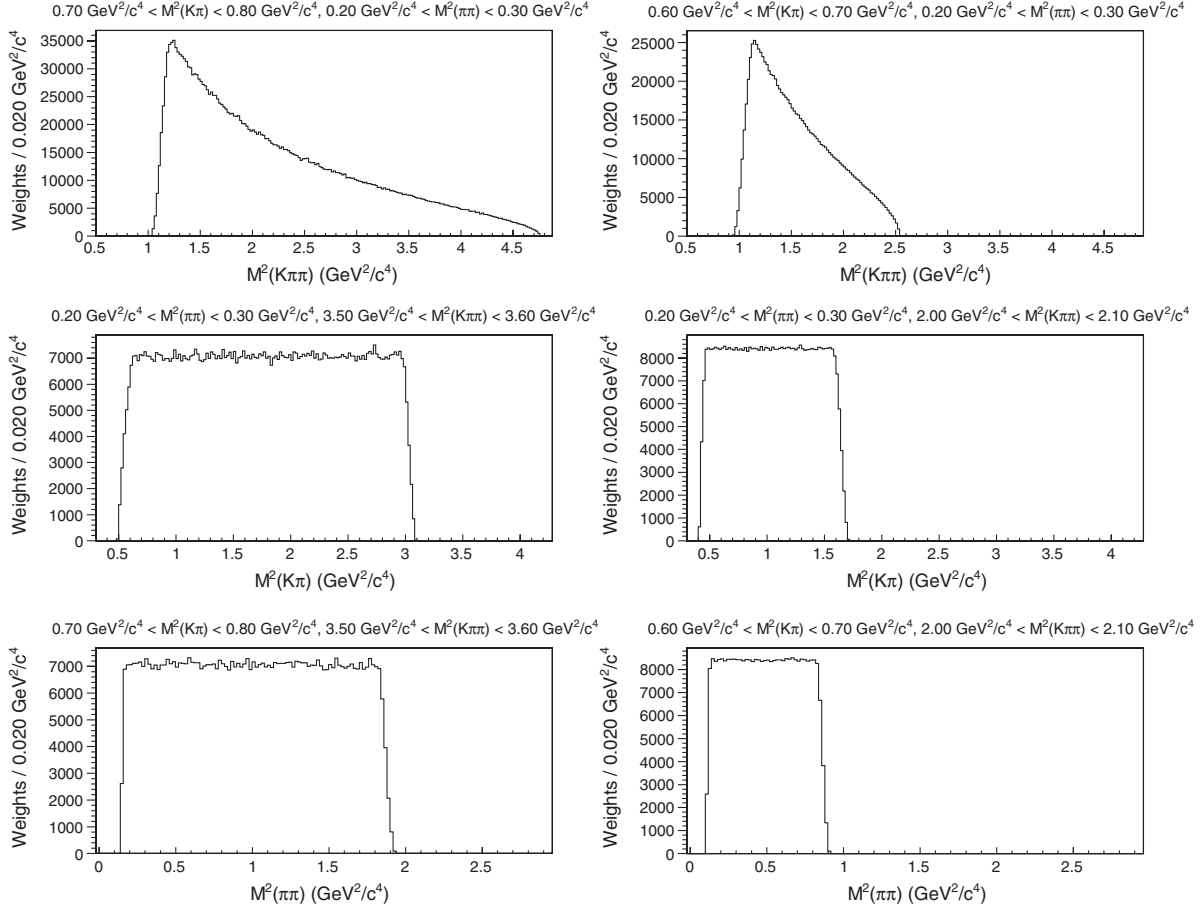 0.70 GeV²/c⁴ < M²(Kπ) < 0.80 GeV²/c⁴, 0.20 GeV²/c⁴ < M²(ππ) < 0.30 GeV²/c⁴
Weights / 0.020 GeV²/c⁴
35000
30000
25000
20000
15000
10000
5000
0
0.5 1 1.5 2 2.5 3 3.5 4 4.5
M²(Kππ) (GeV²/c⁴)
0.60 GeV²/c⁴ < M²(Kπ) < 0.70 GeV²/c⁴, 0.20 GeV²/c⁴ < M²(ππ) < 0.30 GeV²/c⁴
Weights / 0.020 GeV²/c⁴
25000
20000
15000
10000
5000
0
0.5 1 1.5 2 2.5 3 3.5 4 4.5
M²(Kππ) (GeV²/c⁴)
0.20 GeV²/c⁴ < M²(ππ) < 0.30 GeV²/c⁴, 3.50 GeV²/c⁴ < M²(Kππ) < 3.60 GeV²/c⁴
Weights / 0.020 GeV²/c⁴
7000
6000
5000
4000
3000
2000
1000
0
0.5 1 1.5 2 2.5 3 3.5 4
M²(Kπ) (GeV²/c⁴)
0.20 GeV²/c⁴ < M²(ππ) < 0.30 GeV²/c⁴, 2.00 GeV²/c⁴ < M²(Kππ) < 2.10 GeV²/c⁴
Weights / 0.020 GeV²/c⁴
8000
7000
6000
5000
4000
3000
2000
1000
0
0.5 1 1.5 2 2.5 3 3.5 4
M²(Kπ) (GeV²/c⁴)
0.70 GeV²/c⁴ < M²(Kπ) < 0.80 GeV²/c⁴, 3.50 GeV²/c⁴ < M²(Kππ) < 3.60 GeV²/c⁴
Weights / 0.020 GeV²/c⁴
7000
6000
5000
4000
3000
2000
1000
0
0 0.5 1 1.5 2 2.5
M²(ππ) (GeV²/c⁴)
0.60 GeV²/c⁴ < M²(Kπ) < 0.70 GeV²/c⁴, 2.00 GeV²/c⁴ < M²(Kππ) < 2.10 GeV²/c⁴
Weights / 0.020 GeV²/c⁴
8000
7000
6000
5000
4000
3000
2000
1000
0
0 0.5 1 1.5 2 2.5
M²(ππ) (GeV²/c⁴)